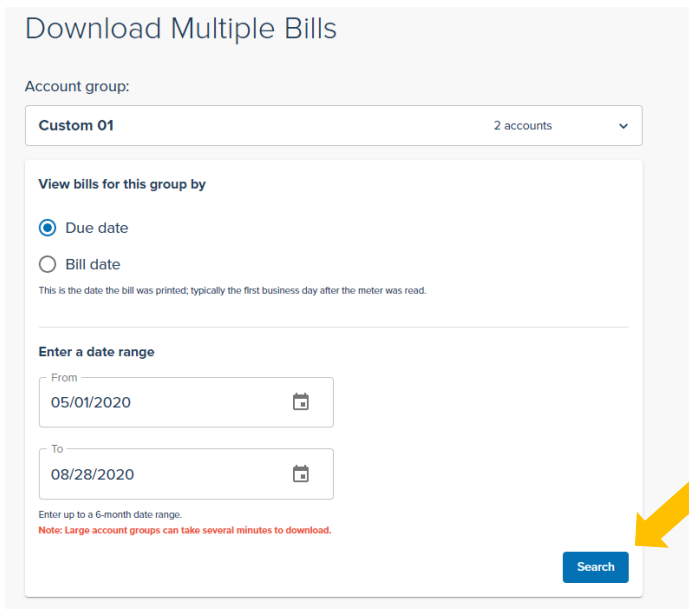 Download Multiple Bills
Account group:
Custom 01 2 accounts
View bills for this group by
Due date
Bill date
This is the date the bill was printed; typically the first business day after the meter was read.
Enter a date range
From
05/01/2020
To
08/28/2020
Enter up to a 6-month date range.
Note: Large account groups can take several minutes to download.
Search